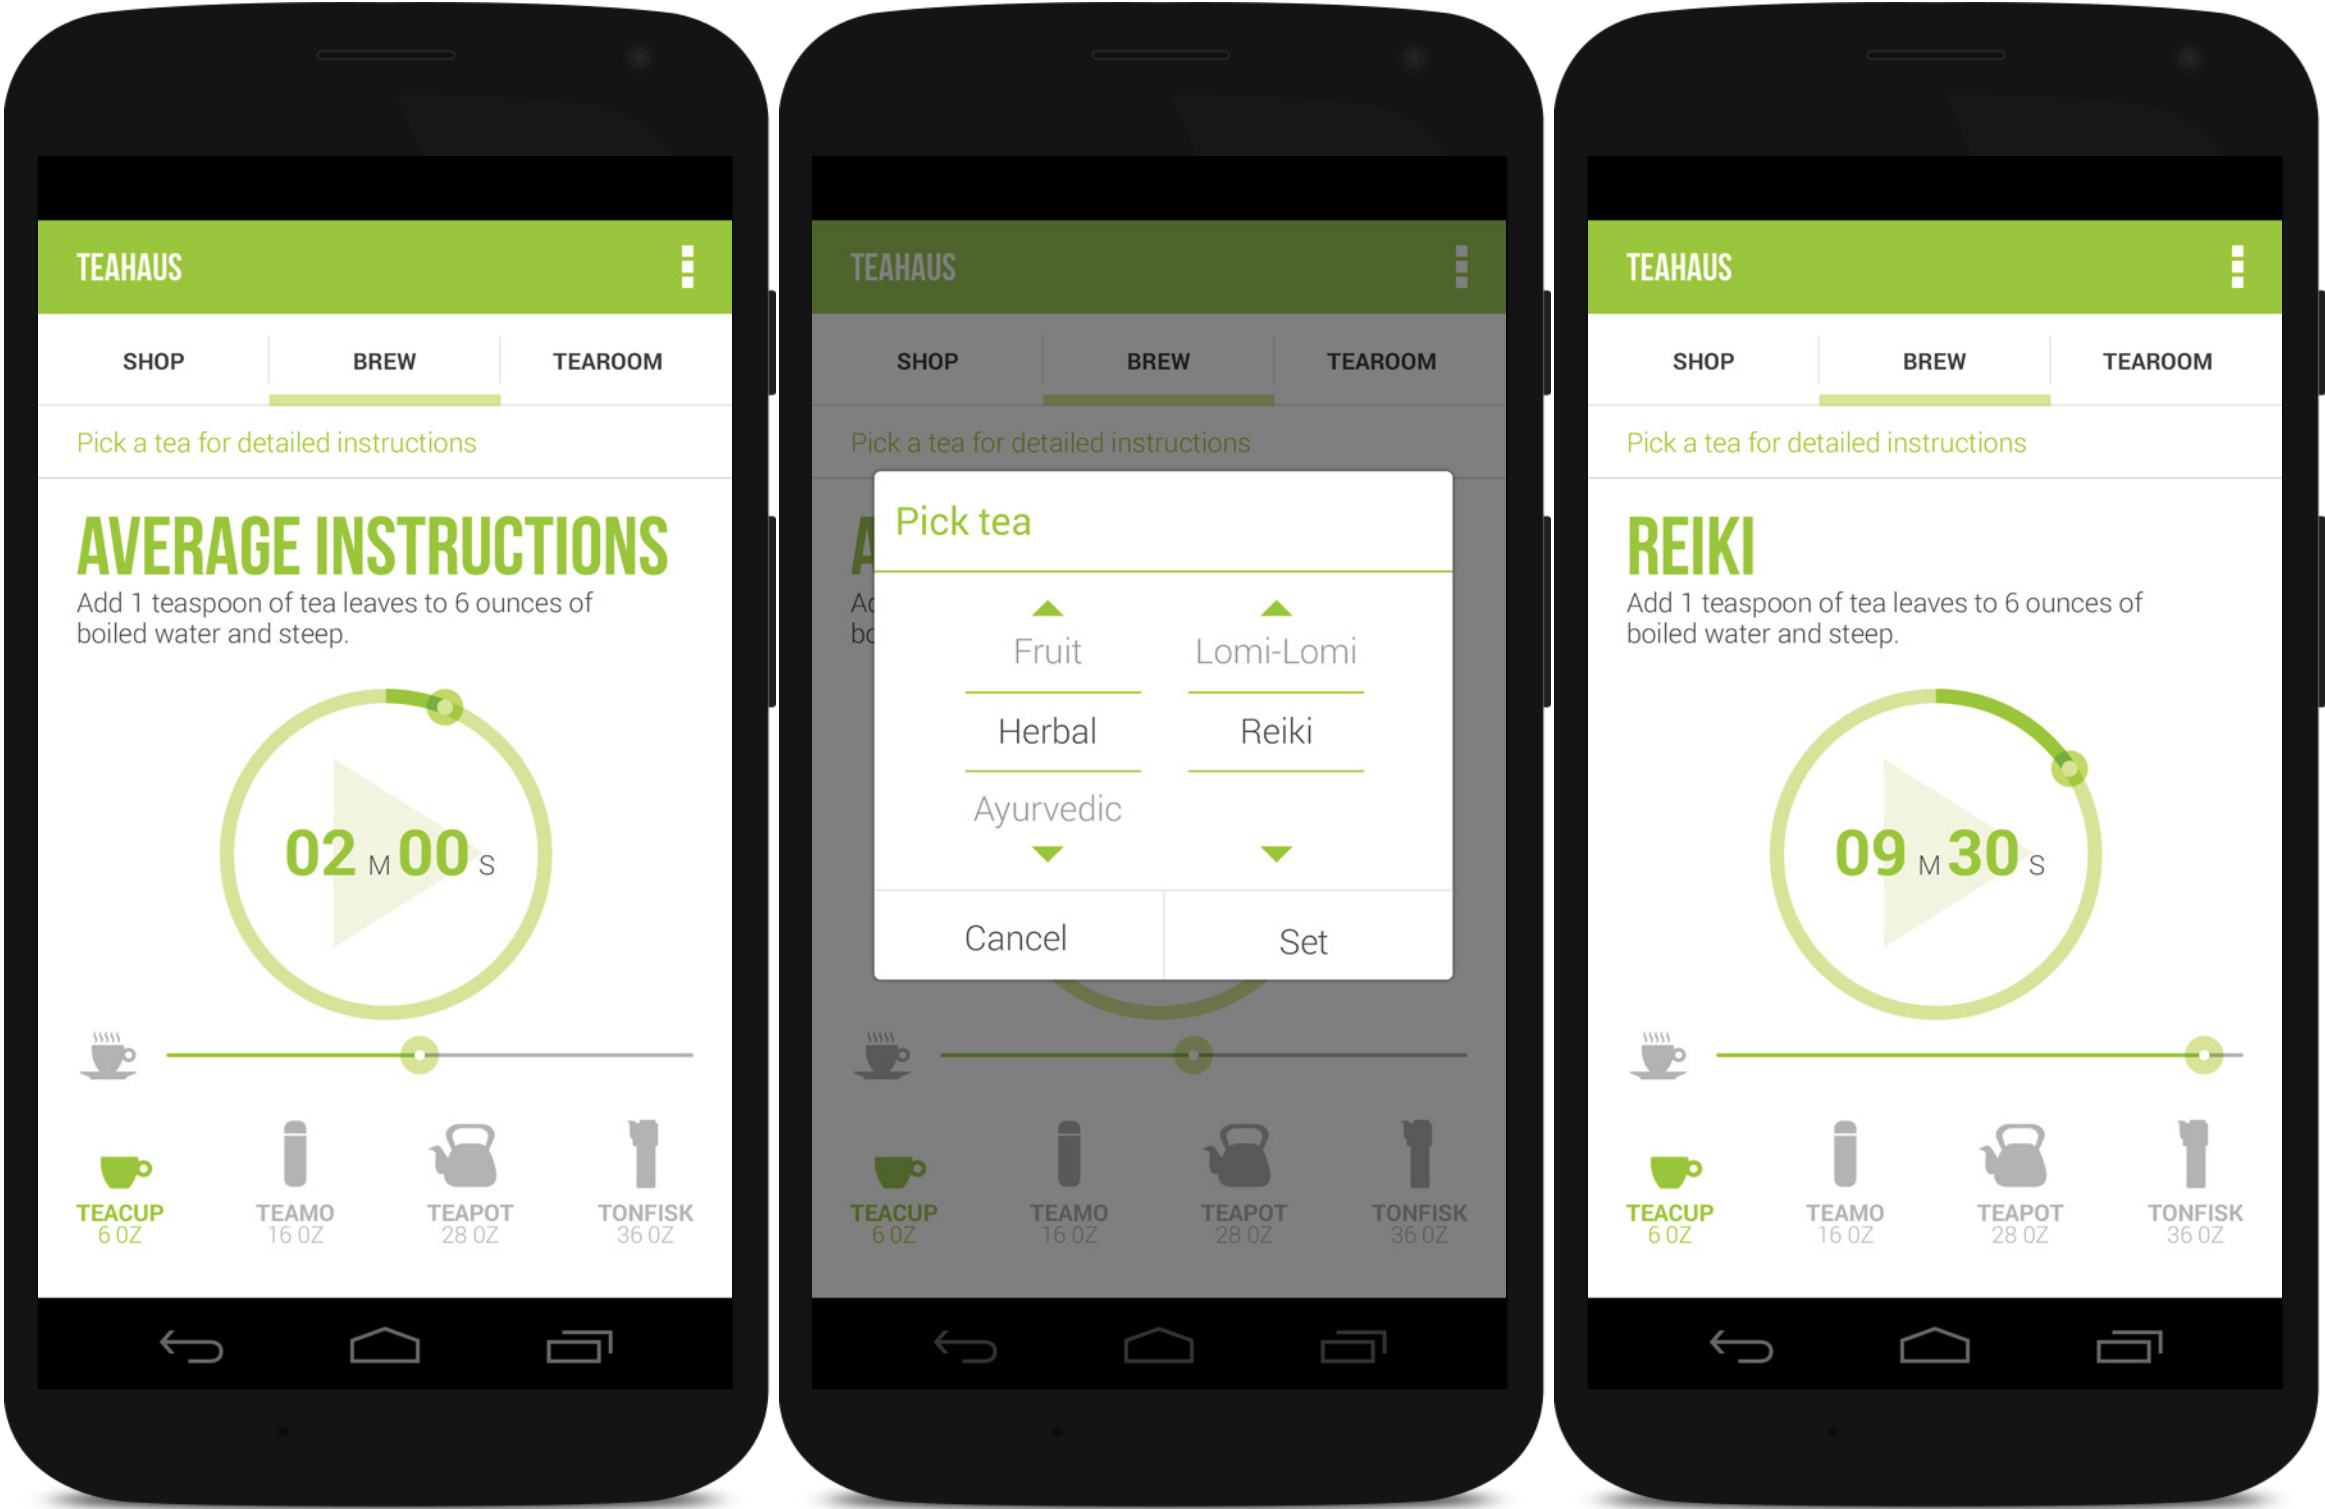 TEAHAUS
SHOP BREW TEAROOM
Pick a tea for detailed instructions
AVERAGE INSTRUCTIONS
Add 1 teaspoon of tea leaves to 6 ounces of
boiled water and steep.
02 M 00 S
TEACUP TEAMO TEAPOT TONFISK
6 OZ 16 OZ 28 OZ 36 OZ
TEAHAUS
SHOP BREW TEAROOM
Pick a tea for detailed instructions
A
Ad
bo
Pick tea
Fruit Lomi-Lomi
Herbal Reiki
Ayurvedic
Cancel Set
TEACUP TEAMO TEAPOT TONFISK
6 OZ 16 OZ 28 OZ 36 OZ
TEAHAUS
SHOP BREW TEAROOM
Pick a tea for detailed instructions
REIKI
Add 1 teaspoon of tea leaves to 6 ounces of
boiled water and steep.
09 M 30 S
TEACUP TEAMO TEAPOT TONFISK
6 OZ 16 OZ 28 OZ 36 OZ